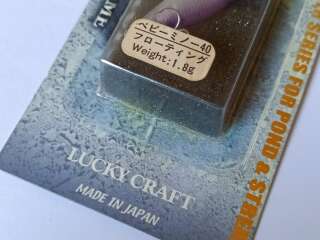 ベビーミノー40
フローティング
Weight:1.8g
LUCKY CRAFT
MADE IN JAPAN
SERIES FOR POND &